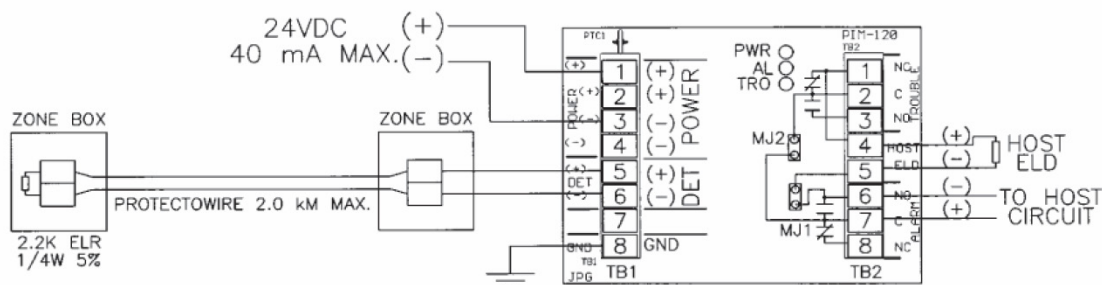 24VDC (+)
40 mA MAX. (-)
ZONE BOX
ZONE BOX
PROTECTOWIRE 2.0 kM MAX.
2.2K ELR
1/4W 5%
PTC1
PIM-120
TB2
PWR
AL
TRO
(+) 1 (+)
(+) 2 (+)
(-) 3 (-)
(-) 4 (-)
POWER
POWER
(+) 5 (+)
(-) 6 (-)
DET
DET
7
GND 8 GND
TB1
JPG
TB1
MJ2
MJ1
1 NC
2 C
3 NO
TROUBLE
4 HOST (+)
5 ELD (-)
HOST
ELD
6 NO (-)
7 C (+)
8 NC
ALARM
TO HOST
CIRCUIT
TB2